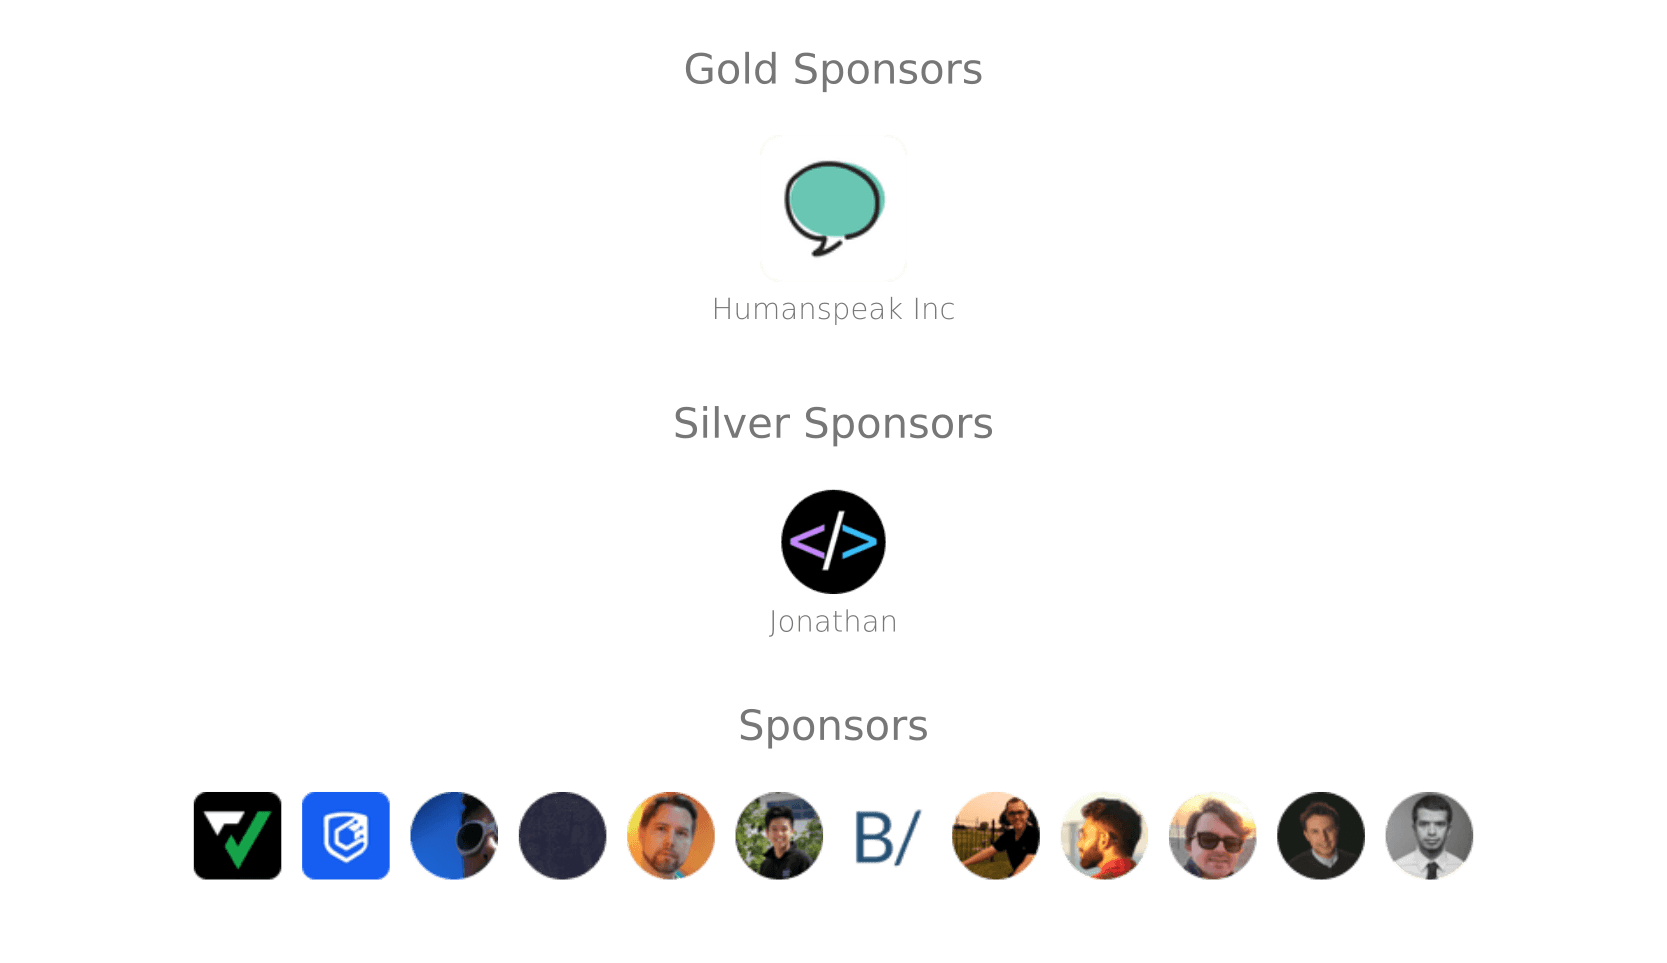 Gold Sponsors
Humanspeak Inc
Silver Sponsors
</>
Jonathan
Sponsors
B/